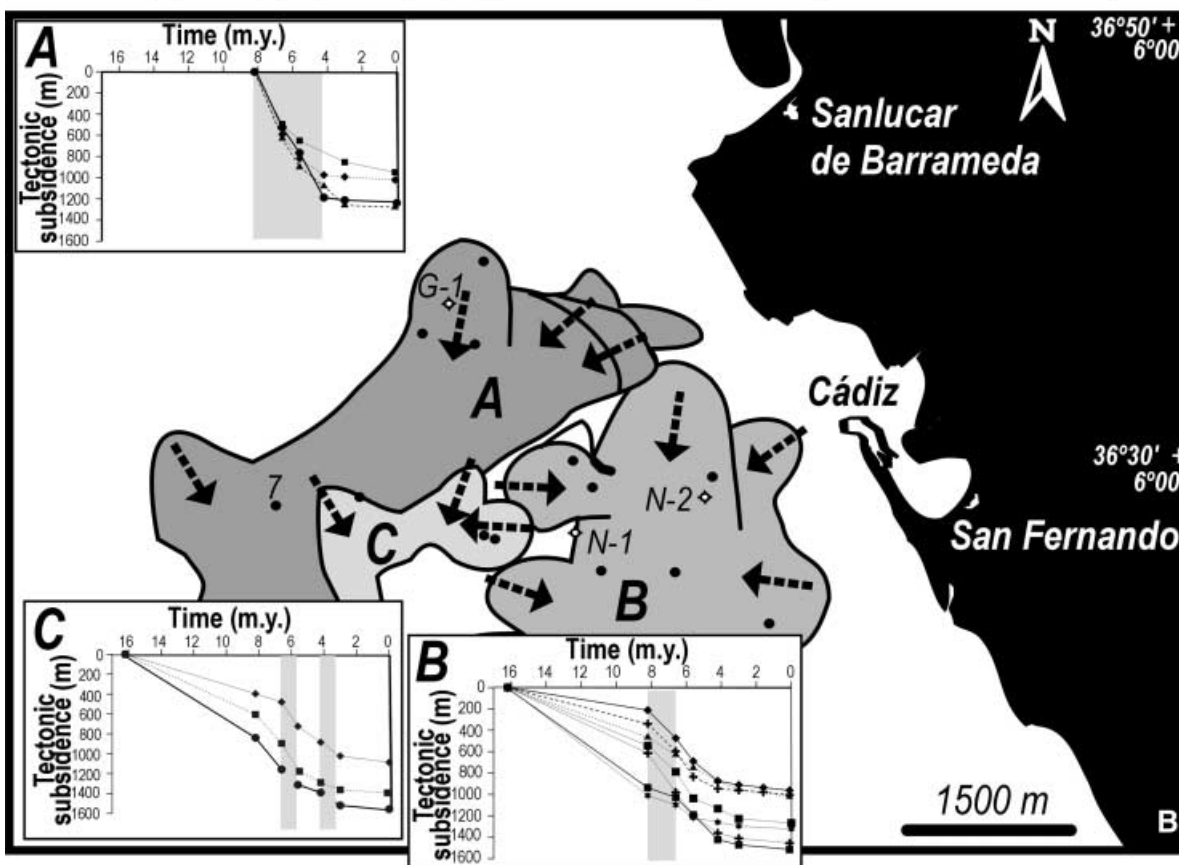 A
Time (m.y.)
16 14 12 10 8 6 4 2 0
Tectonic
subsidence (m)
0
200
400
600
800
1000
1200
1400
1600
N
36°50' +
6°00'
Sanlucar
de Barrameda
G-1
A
Cádiz
36°30' +
6°00'
7
N-2
C
N-1
San Fernando
B
C
Time (m.y.)
16 14 12 10 8 6 4 2 0
Tectonic
subsidence (m)
0
200
400
600
800
1000
1200
1400
1600
B
Time (m.y.)
16 14 12 10 8 6 4 2 0
Tectonic
subsidence (m)
0
200
400
600
800
1000
1200
1400
1600
1500 m
B